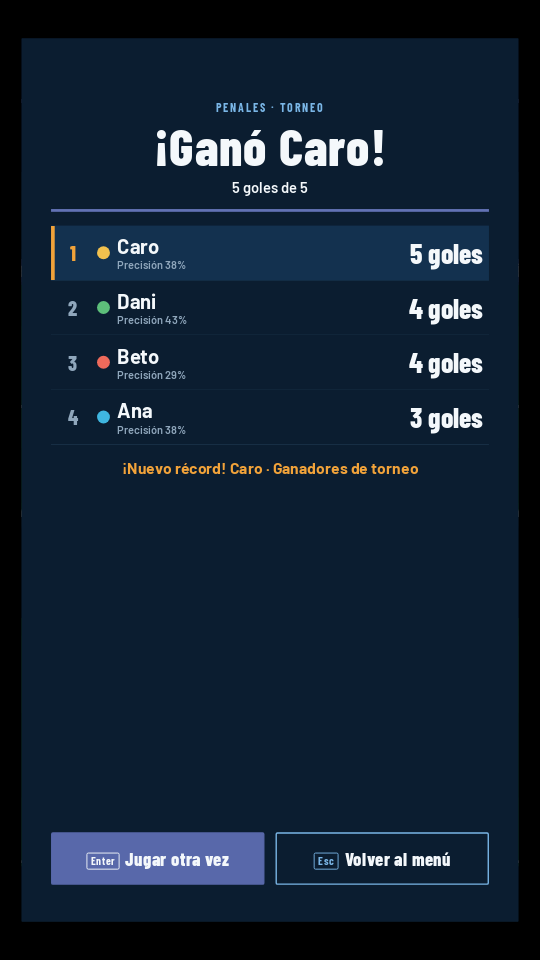 PENALES · TORNEO
¡Ganó Caro!
5 goles de 5
1 Caro 5 goles
Precisión 38%
2 Dani 4 goles
Precisión 43%
3 Beto 4 goles
Precisión 29%
4 Ana 3 goles
Precisión 38%
¡Nuevo récord! Caro · Ganadores de torneo
Enter Jugar otra vez
Esc Volver al menú